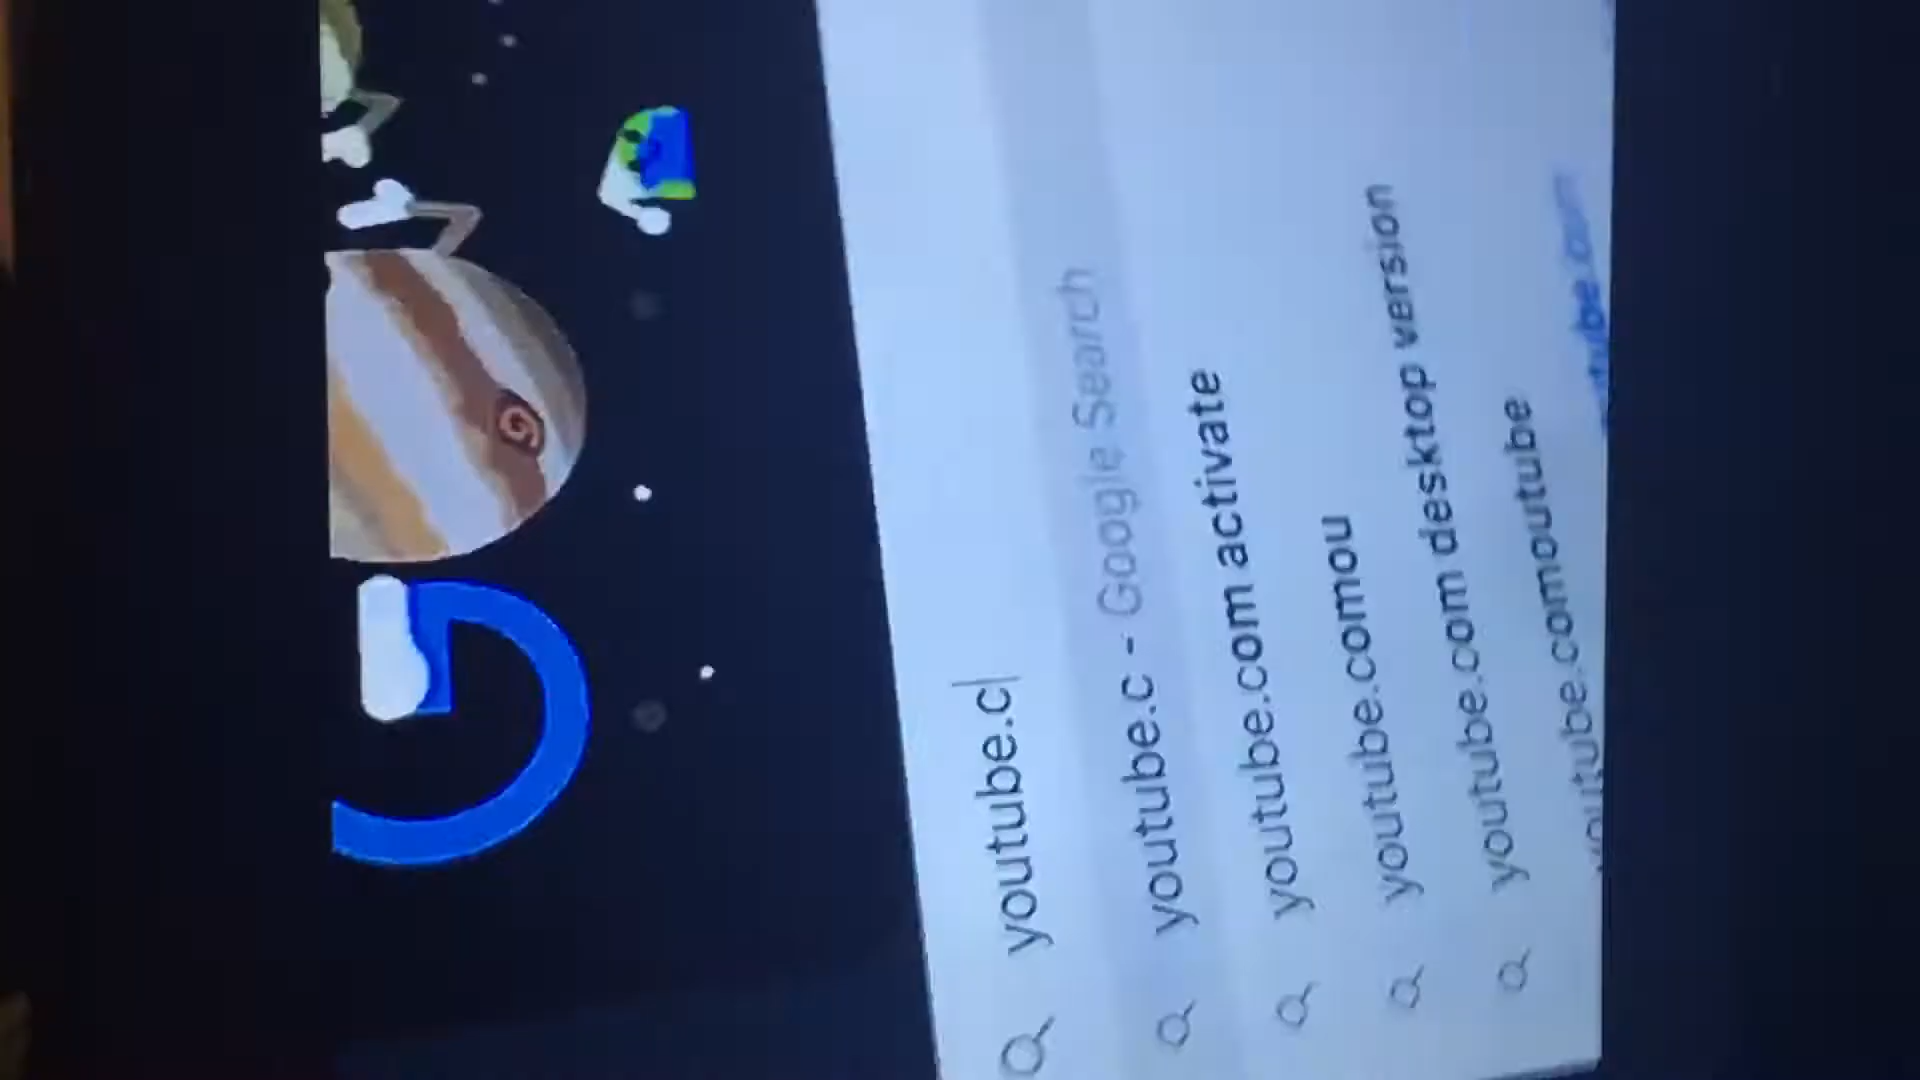 youtube.c
youtube.c - Google Search
youtube.com activate
youtube.comou
youtube.com desktop version
youtube.comoutube